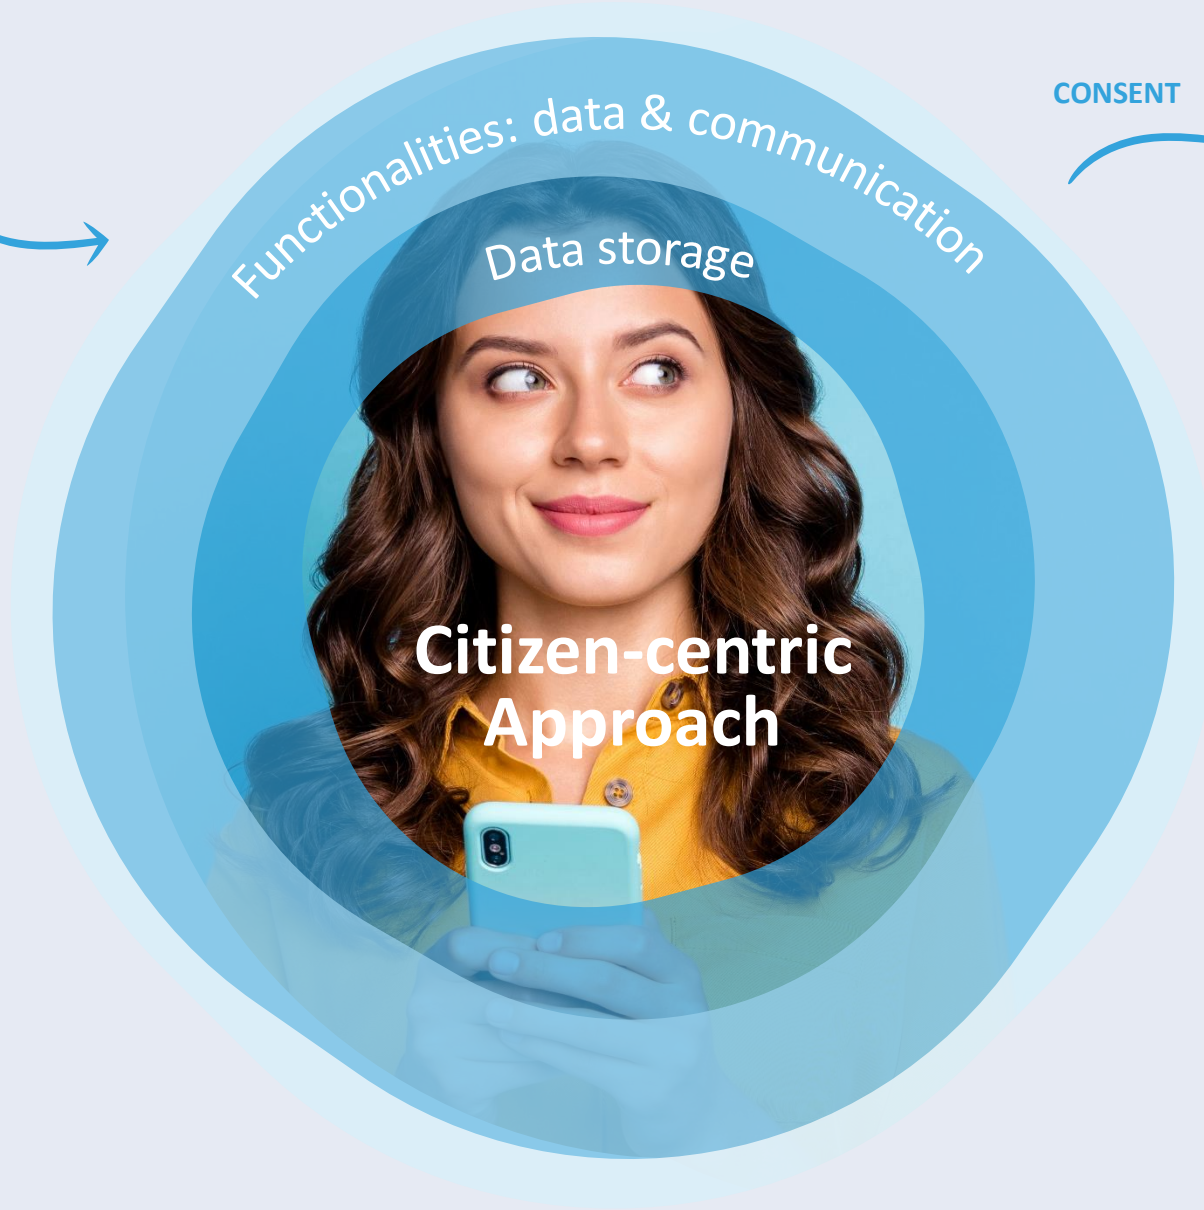 CONSENT
Functionalities: data & communication
Data storage
Citizen-centric
Approach